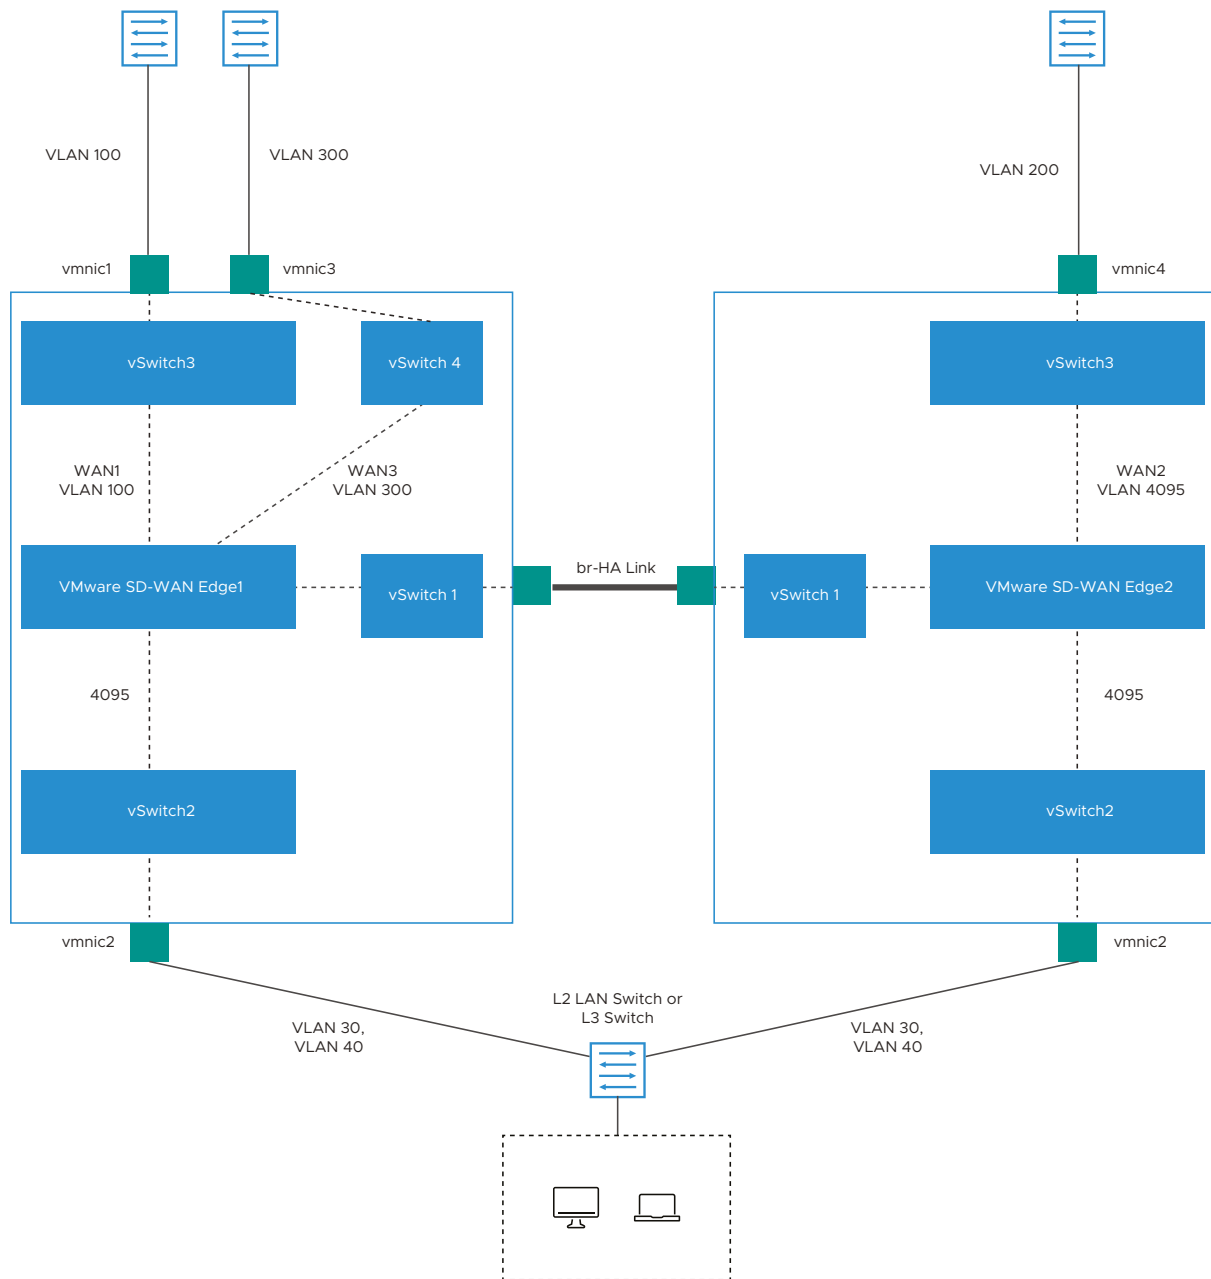 VLAN 100
VLAN 300
VLAN 200
vmnic1
vmnic3
vmnic4
vSwitch3
vSwitch 4
vSwitch3
WAN1
VLAN 100
WAN3
VLAN 300
WAN2
VLAN 4095
br-HA Link
VMware SD-WAN Edge1
vSwitch 1
vSwitch 1
VMware SD-WAN Edge2
4095
4095
vSwitch2
vSwitch2
vmnic2
vmnic2
L2 LAN Switch or
L3 Switch
VLAN 30,
VLAN 40
VLAN 30,
VLAN 40